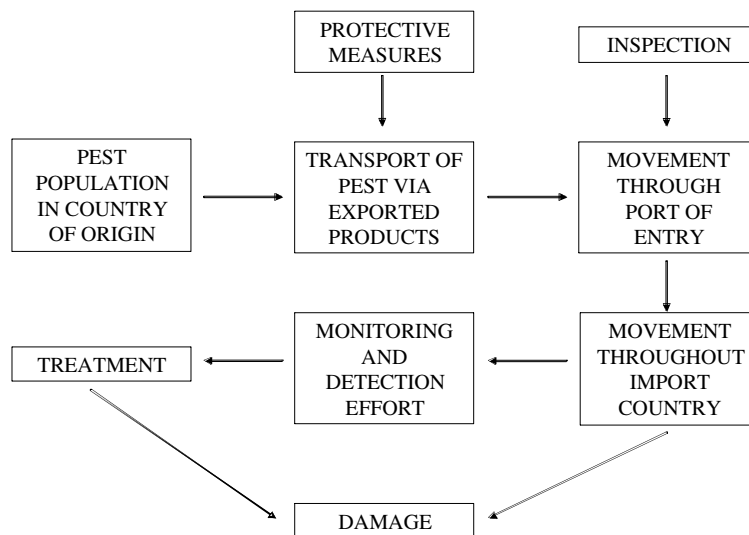 PROTECTIVE
MEASURES
INSPECTION
PEST
POPULATION
IN COUNTRY
OF ORIGIN
TRANSPORT OF
PEST VIA
EXPORTED
PRODUCTS
MOVEMENT
THROUGH
PORT OF
ENTRY
TREATMENT
MONITORING
AND
DETECTION
EFFORT
MOVEMENT
THROUGHOUT
IMPORT
COUNTRY
DAMAGE